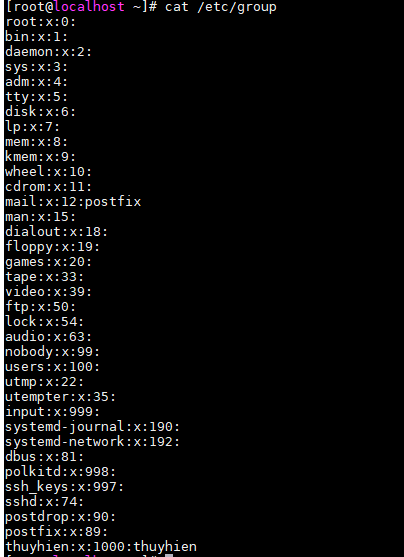 [root@localhost ~]# cat /etc/group
root:x:0:
bin:x:1:
daemon:x:2:
sys:x:3:
adm:x:4:
tty:x:5:
disk:x:6:
lp:x:7:
mem:x:8:
kmem:x:9:
wheel:x:10:
cdrom:x:11:
mail:x:12:postfix
man:x:15:
dialout:x:18:
floppy:x:19:
games:x:20:
tape:x:33:
video:x:39:
ftp:x:50:
lock:x:54:
audio:x:63:
nobody:x:99:
users:x:100:
utmp:x:22:
utempter:x:35:
input:x:999:
systemd-journal:x:190:
systemd-network:x:192:
dbus:x:81:
polkitd:x:998:
ssh_keys:x:997:
sshd:x:74:
postdrop:x:90:
postfix:x:89:
thuyhien:x:1000:thuyhien